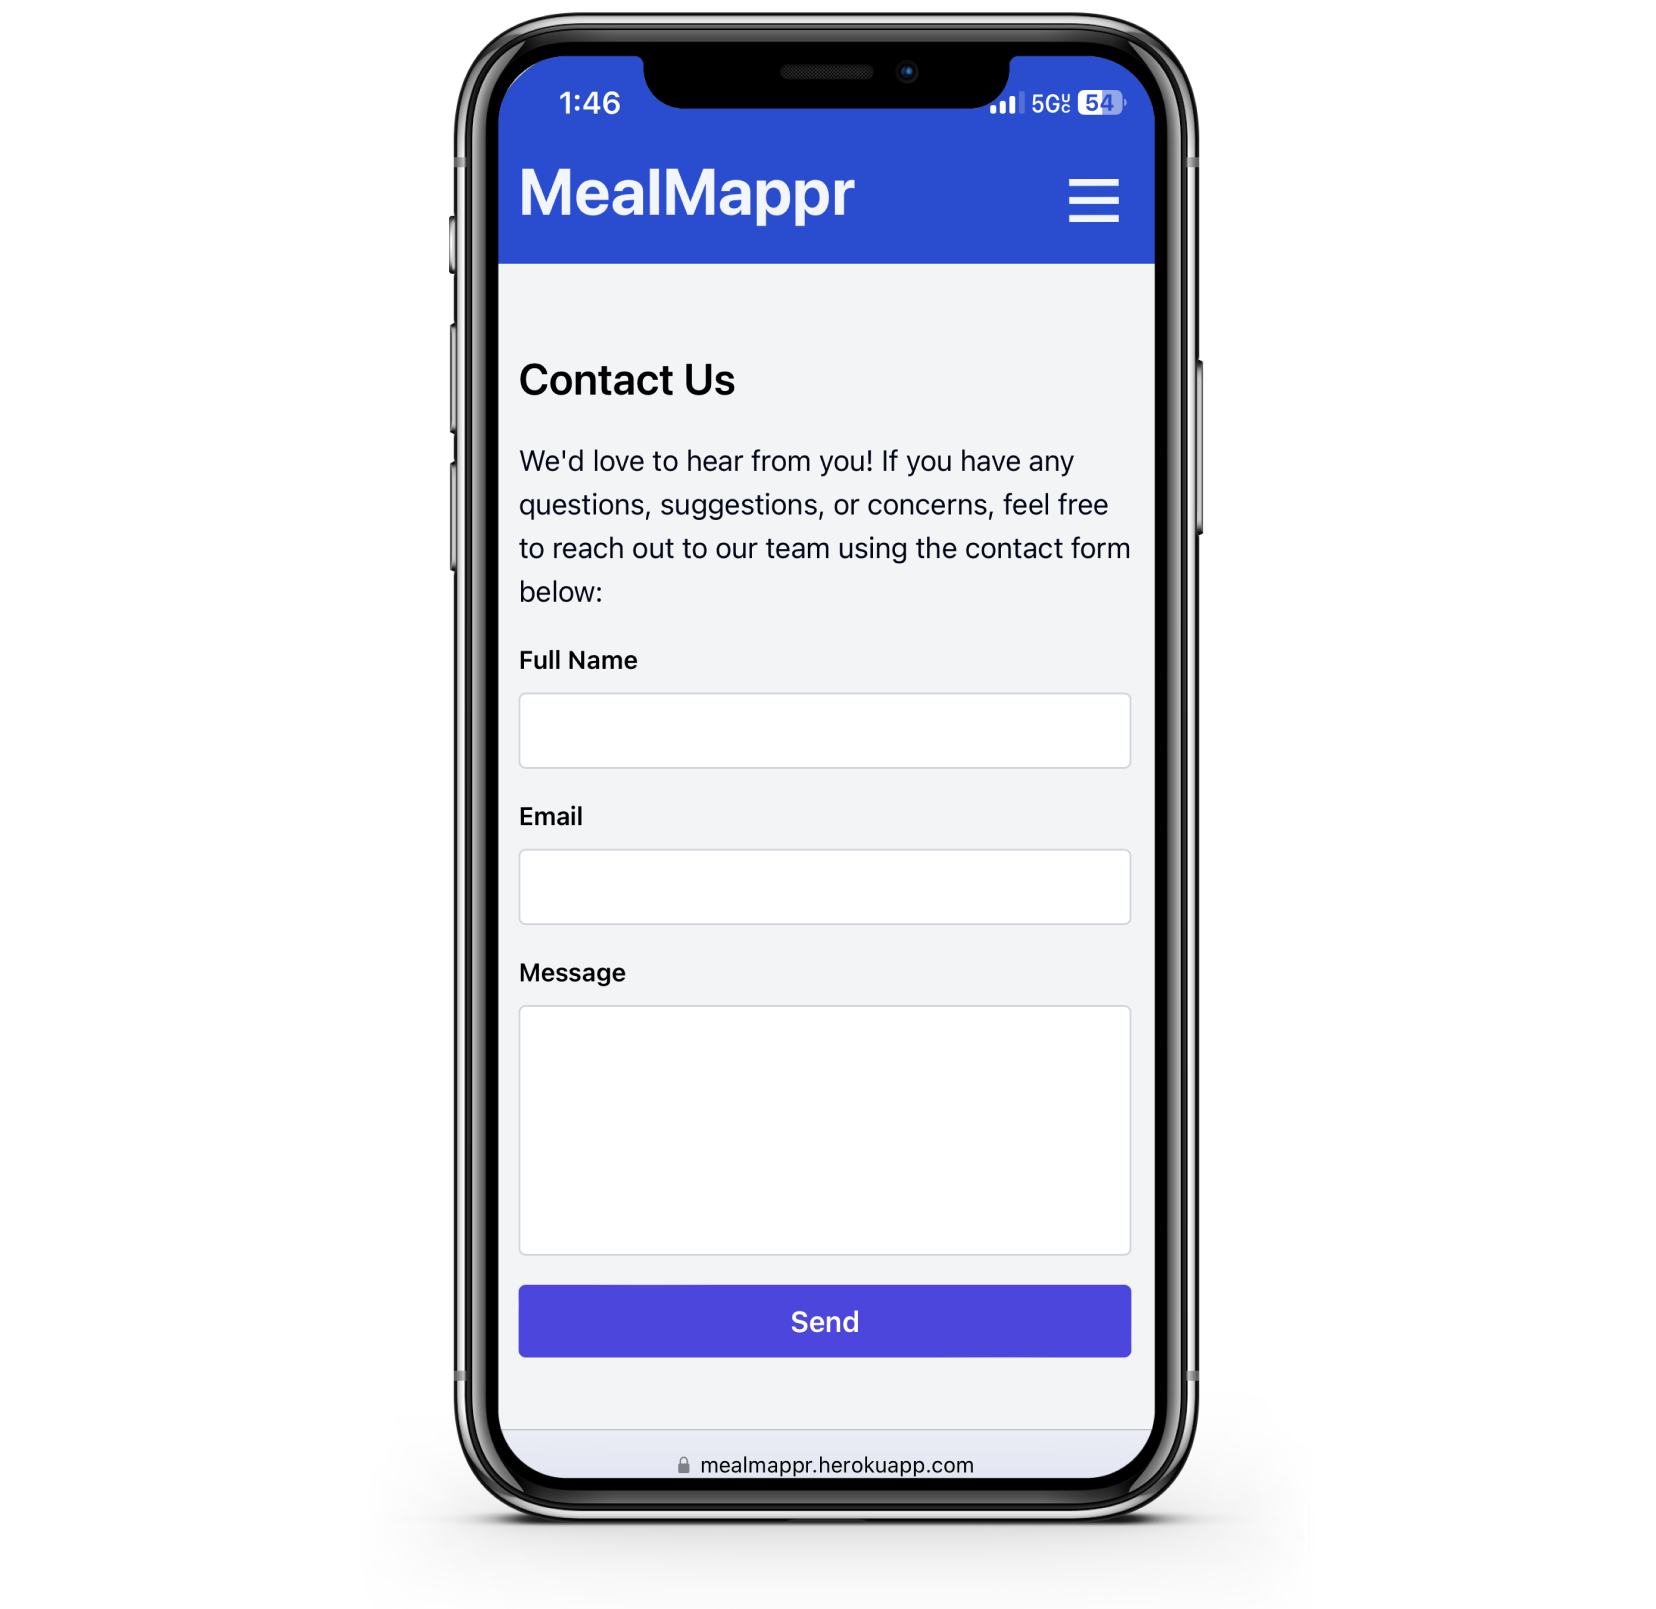 1:46 5GUC 54
MealMappr
Contact Us
We'd love to hear from you! If you have any
questions, suggestions, or concerns, feel free
to reach out to our team using the contact form
below:
Full Name
Email
Message
Send
mealmappr.herokuapp.com